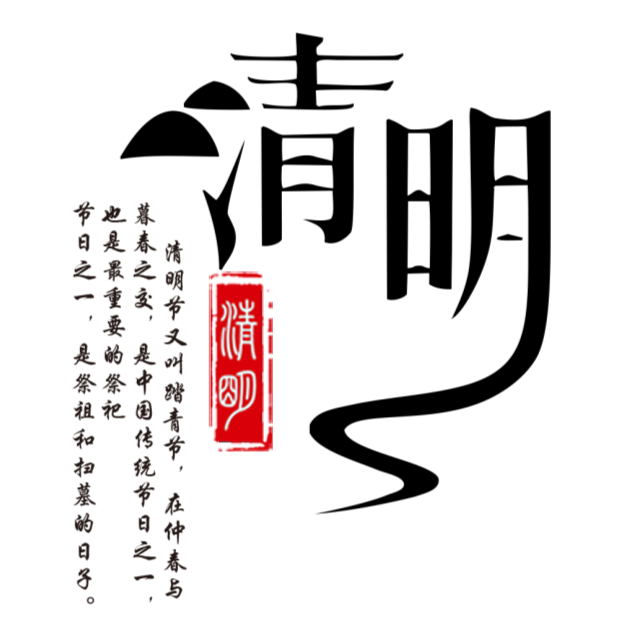 清明
清明
清明节又叫踏青节，在仲春与
暮春之交，是中国传统节日之一，
也是最重要的祭祀
节日之一，是祭祖和扫墓的日子。